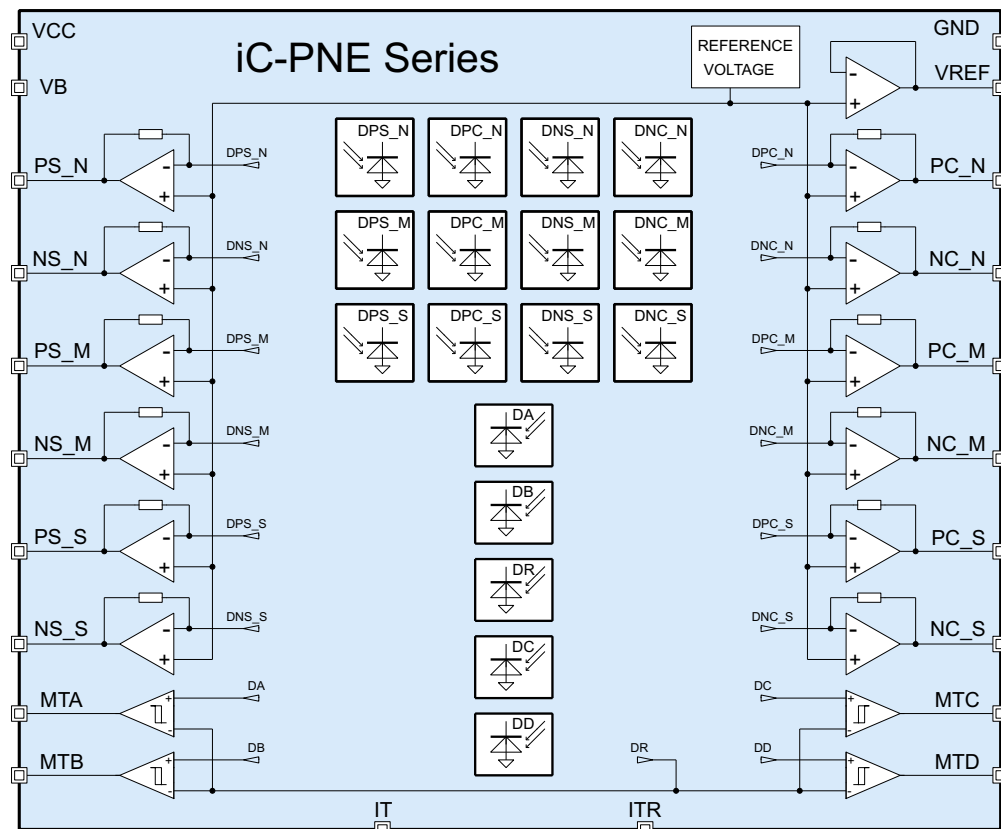 VCC
iC-PNE Series
REFERENCE
VOLTAGE
GND
VB
VREF
PS_N
DPS_N
DPS_N
DPC_N
DNS_N
DNC_N
DPC_N
PC_N
NS_N
DNS_N
DPS_M
DPC_M
DNS_M
DNC_M
DNC_N
NC_N
PS_M
DPS_M
DPS_S
DPC_S
DNS_S
DNC_S
DPC_M
PC_M
NS_M
DNS_M
DA
DNC_M
NC_M
PS_S
DPS_S
DB
DPC_S
PC_S
NS_S
DNS_S
DR
DNC_S
NC_S
MTA
DA
DC
DC
MTC
MTB
DB
DD
DR
DD
MTD
IT
ITR